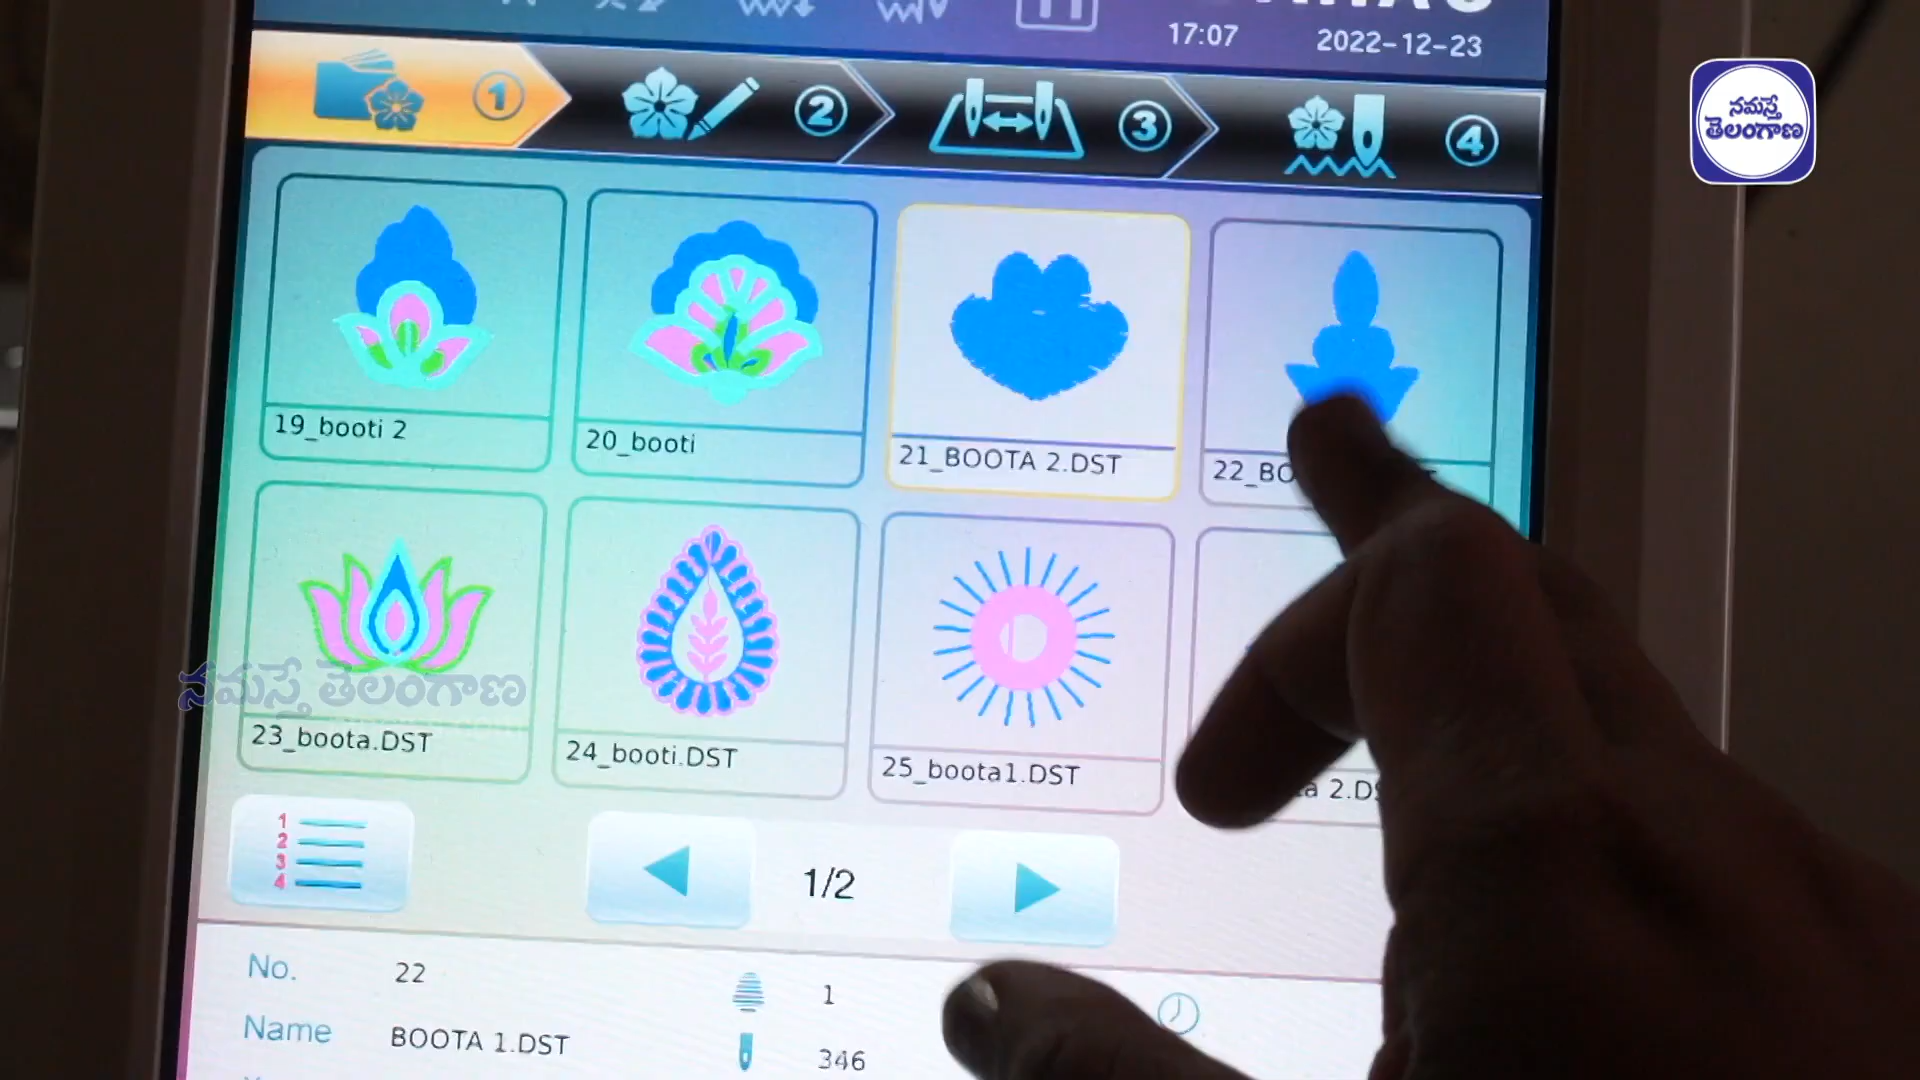 17:07
2022-12-23
1
2
3
4
నమస్తే
తెలంగాణ
19_booti 2
20_booti
21_BOOTA 2.DST
22_BO
23_boota.DST
24_booti.DST
25_boota1.DST
2.DS
నమస్తే తెలంగాణ
1
2
3
4
1/2
No.
22
1
Name
BOOTA 1.DST
346